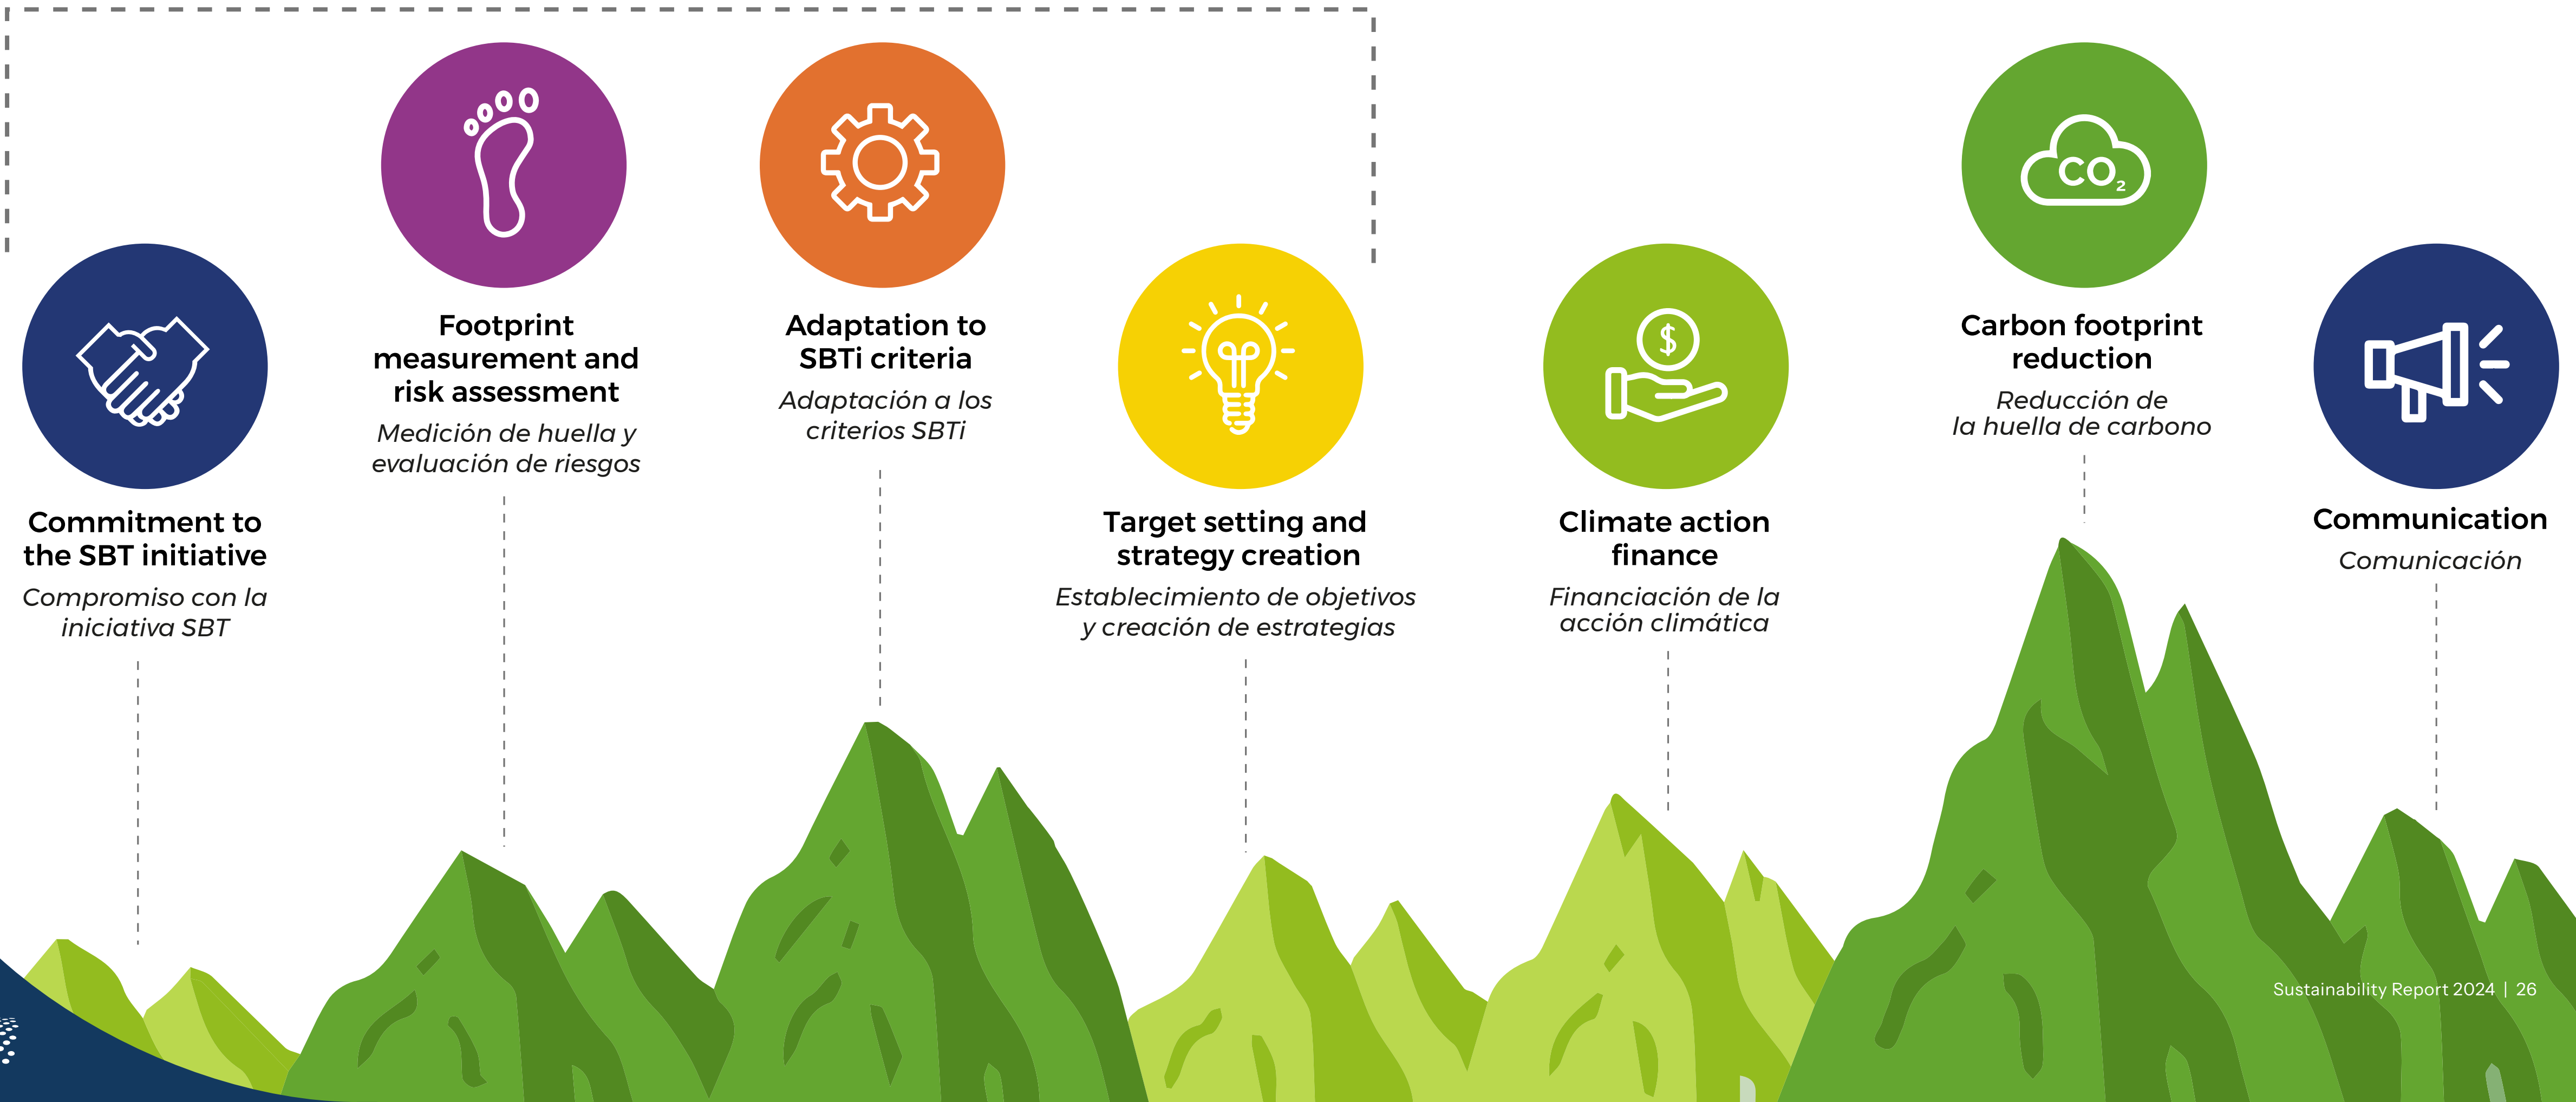 Commitment to
the SBT initiative
Compromiso con la
iniciativa SBT
Footprint
measurement and
risk assessment
Medición de huella y
evaluación de riesgos
Adaptation to
SBTi criteria
Adaptación a los
criterios SBTi
Target setting and
strategy creation
Establecimiento de objetivos
y creación de estrategias
$
Climate action
finance
Financiación de la
acción climática
CO₂
Carbon footprint
reduction
Reducción de
la huella de carbono
Communication
Comunicación
Sustainability Report 2024 | 26